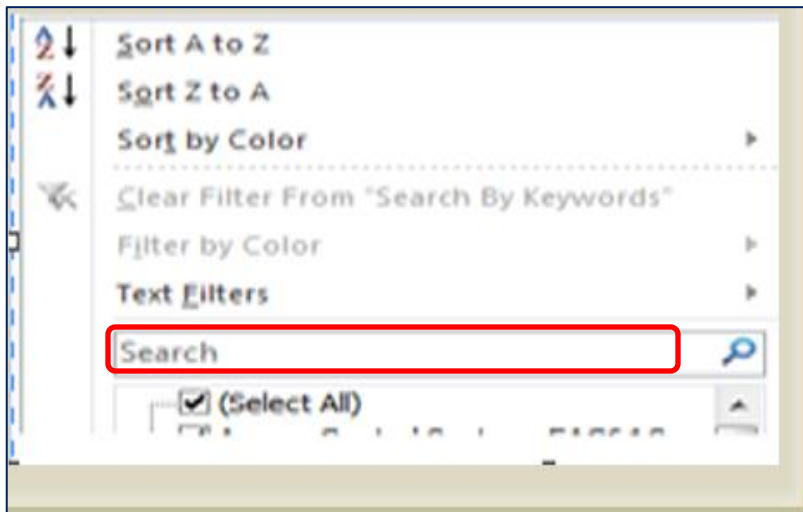 Sort A to Z
Sort Z to A
Sort by Color
Clear Filter From "Search By Keywords"
Filter by Color
Text Filters
Search
(Select All)